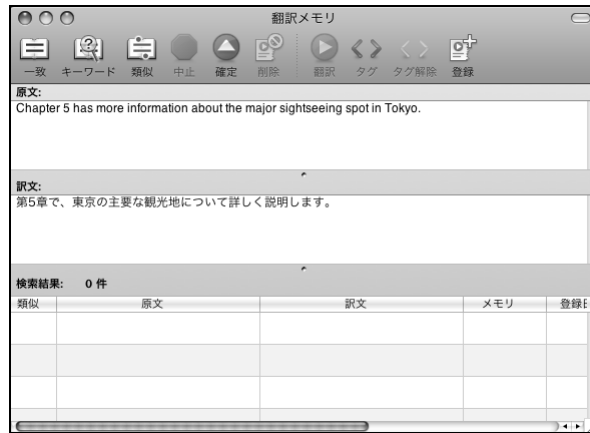 翻訳メモリ
一致 キーワード 類似 中止 確定 削除 翻訳 タグ タグ解除 登録
原文:
Chapter 5 has more information about the major sightseeing spot in Tokyo.
訳文:
第5章で、東京の主要な観光地について詳しく説明します。
検索結果: 0 件
類似 原文 訳文 メモリ 登録